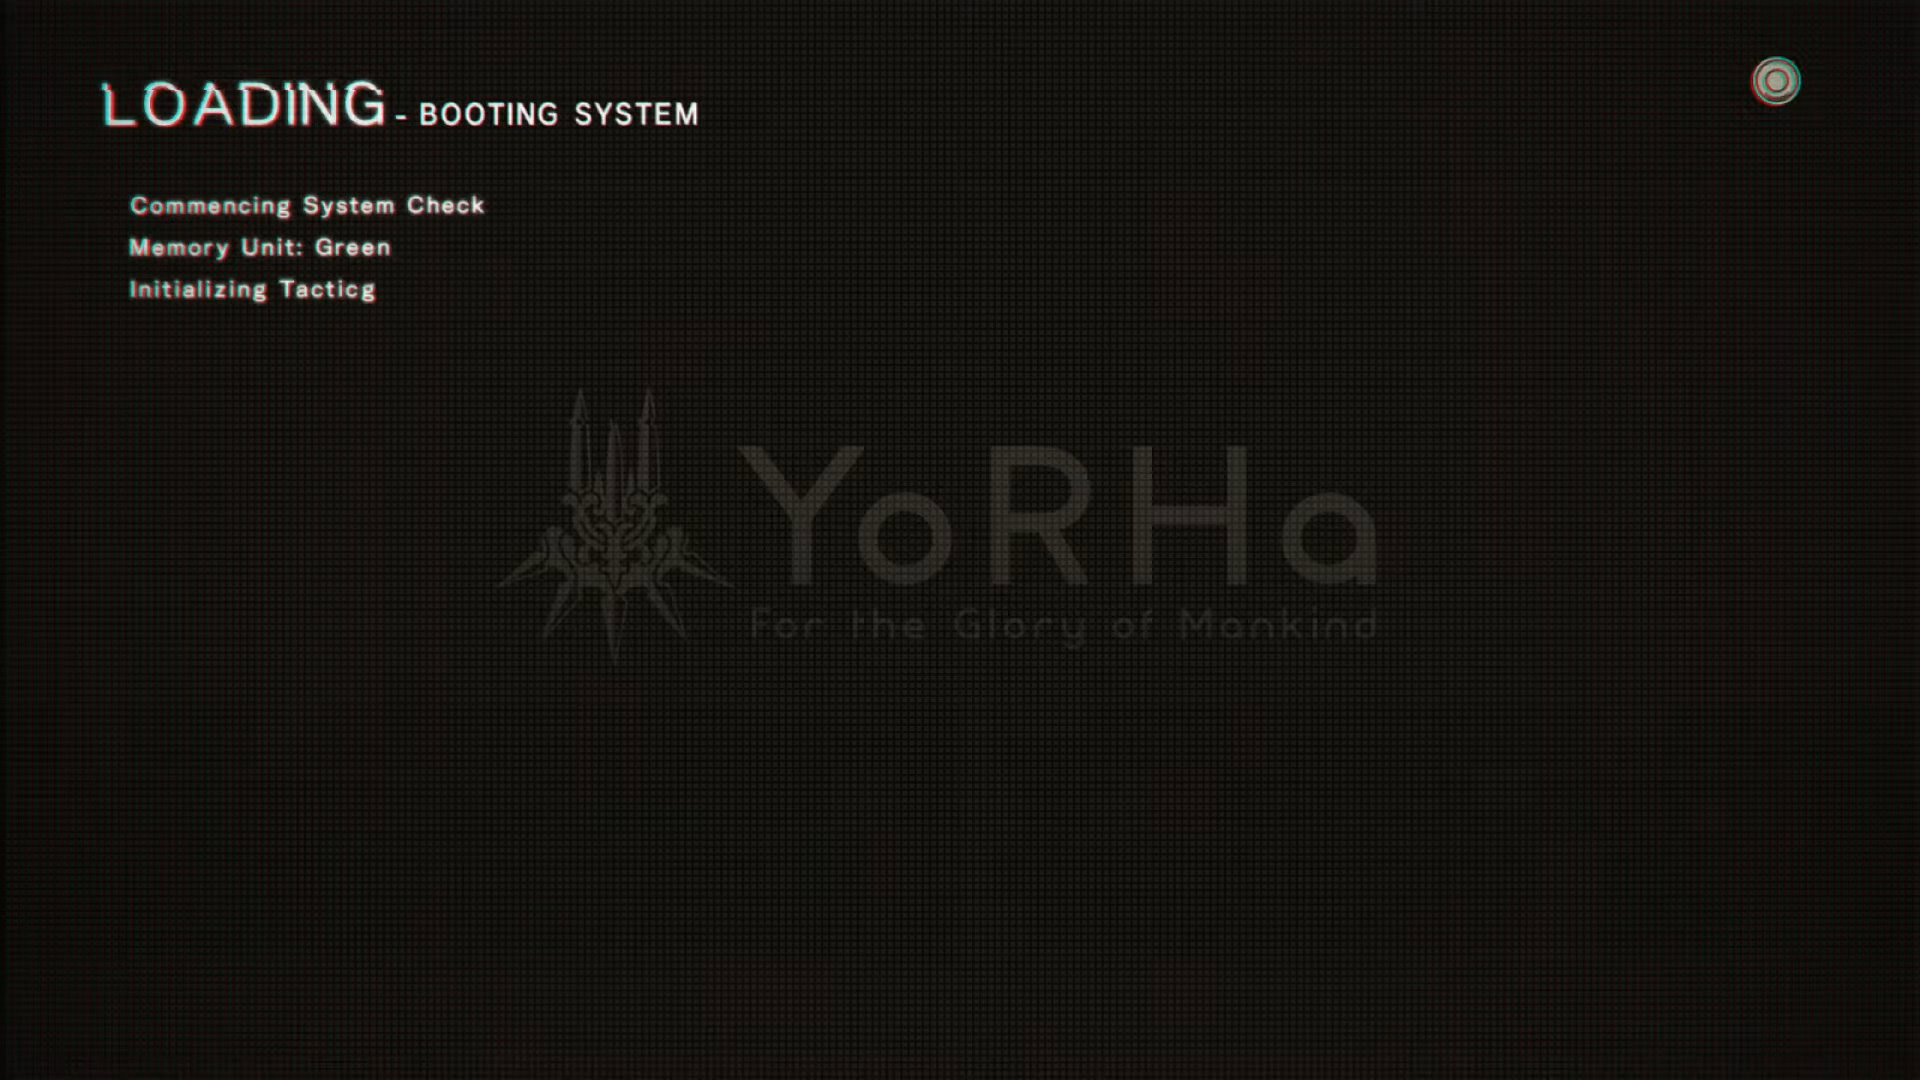 LOADING - BOOTING SYSTEM
Commencing System Check
Memory Unit: Green
Initializing Tacticg
YoRHa
For the Glory of Mankind